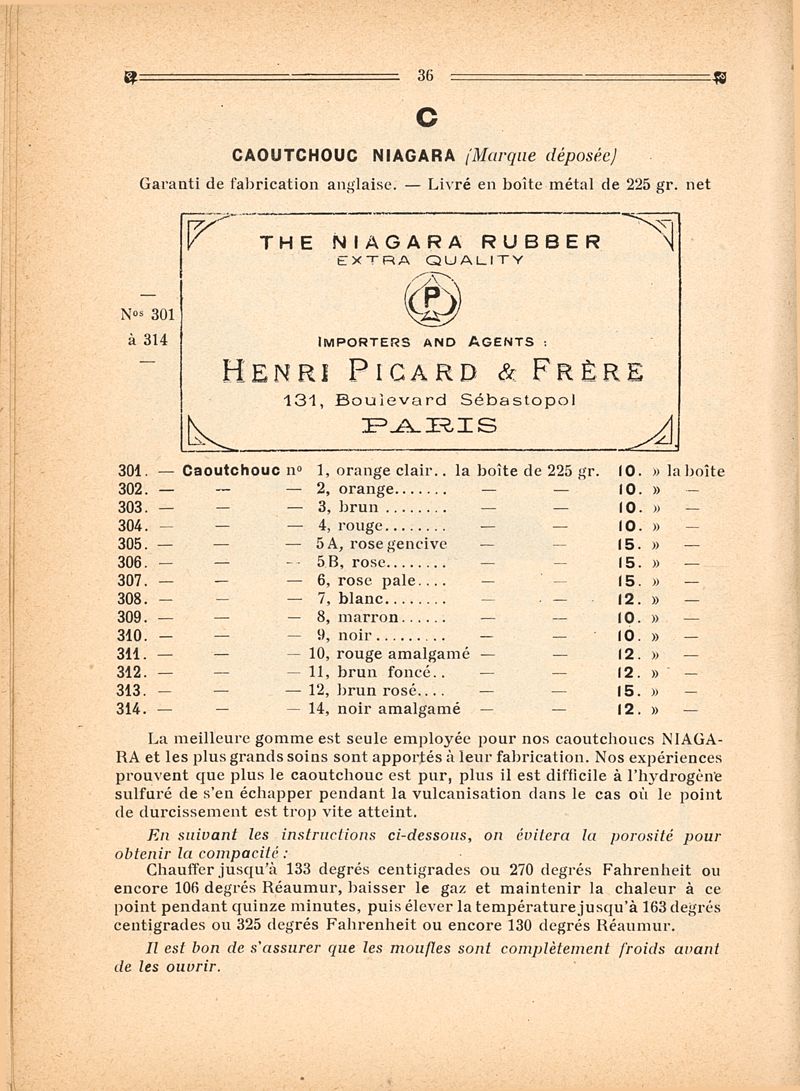 36
C
CAOUTCHOUC NIAGARA (Marque déposée)
Garanti de fabrication anglaise. — Livré en boîte métal de 225 gr. net
THE NIAGARA RUBBER
EXTRA QUALITY
P
—
Nos 301
à 314
—
IMPORTERS AND AGENTS :
HENRI PICARD & FRÈRE
131, Boulevard Sébastopol
PARIS
301. — Caoutchouc no 1, orange clair.. la boîte de 225 gr. 10. » la boîte
302. — — — 2, orange....... — — 10. » —
303. — — — 3, brun ........ — — 10. » —
304. — — — 4, rouge........ — — 10. » —
305. — — — 5 A, rose gencive — — 15. » —
306. — — — 5 B, rose........ — — 15. » —
307. — — — 6, rose pale.... — — 15. » —
308. — — — 7, blanc........ — — 12. » —
309. — — — 8, marron...... — — 10. » —
310. — — — 9, noir......... — — 10. » —
311. — — — 10, rouge amalgamé — — 12. » —
312. — — — 11, brun foncé.. — — 12. » —
313. — — — 12, brun rosé.... — — 15. » —
314. — — — 14, noir amalgamé — — 12. » —
La meilleure gomme est seule employée pour nos caoutchoucs NIAGA-
RA et les plus grands soins sont apportés à leur fabrication. Nos expériences
prouvent que plus le caoutchouc est pur, plus il est difficile à l'hydrogène
sulfuré de s'en échapper pendant la vulcanisation dans le cas où le point
de durcissement est trop vite atteint.
En suivant les instructions ci-dessous, on évitera la porosité pour
obtenir la compacité :
Chauffer jusqu'à 133 degrés centigrades ou 270 degrés Fahrenheit ou
encore 106 degrés Réaumur, baisser le gaz et maintenir la chaleur à ce
point pendant quinze minutes, puis élever la température jusqu'à 163 degrés
centigrades ou 325 degrés Fahrenheit ou encore 130 degrés Réaumur.
Il est bon de s'assurer que les moufles sont complètement froids avant
de les ouvrir.